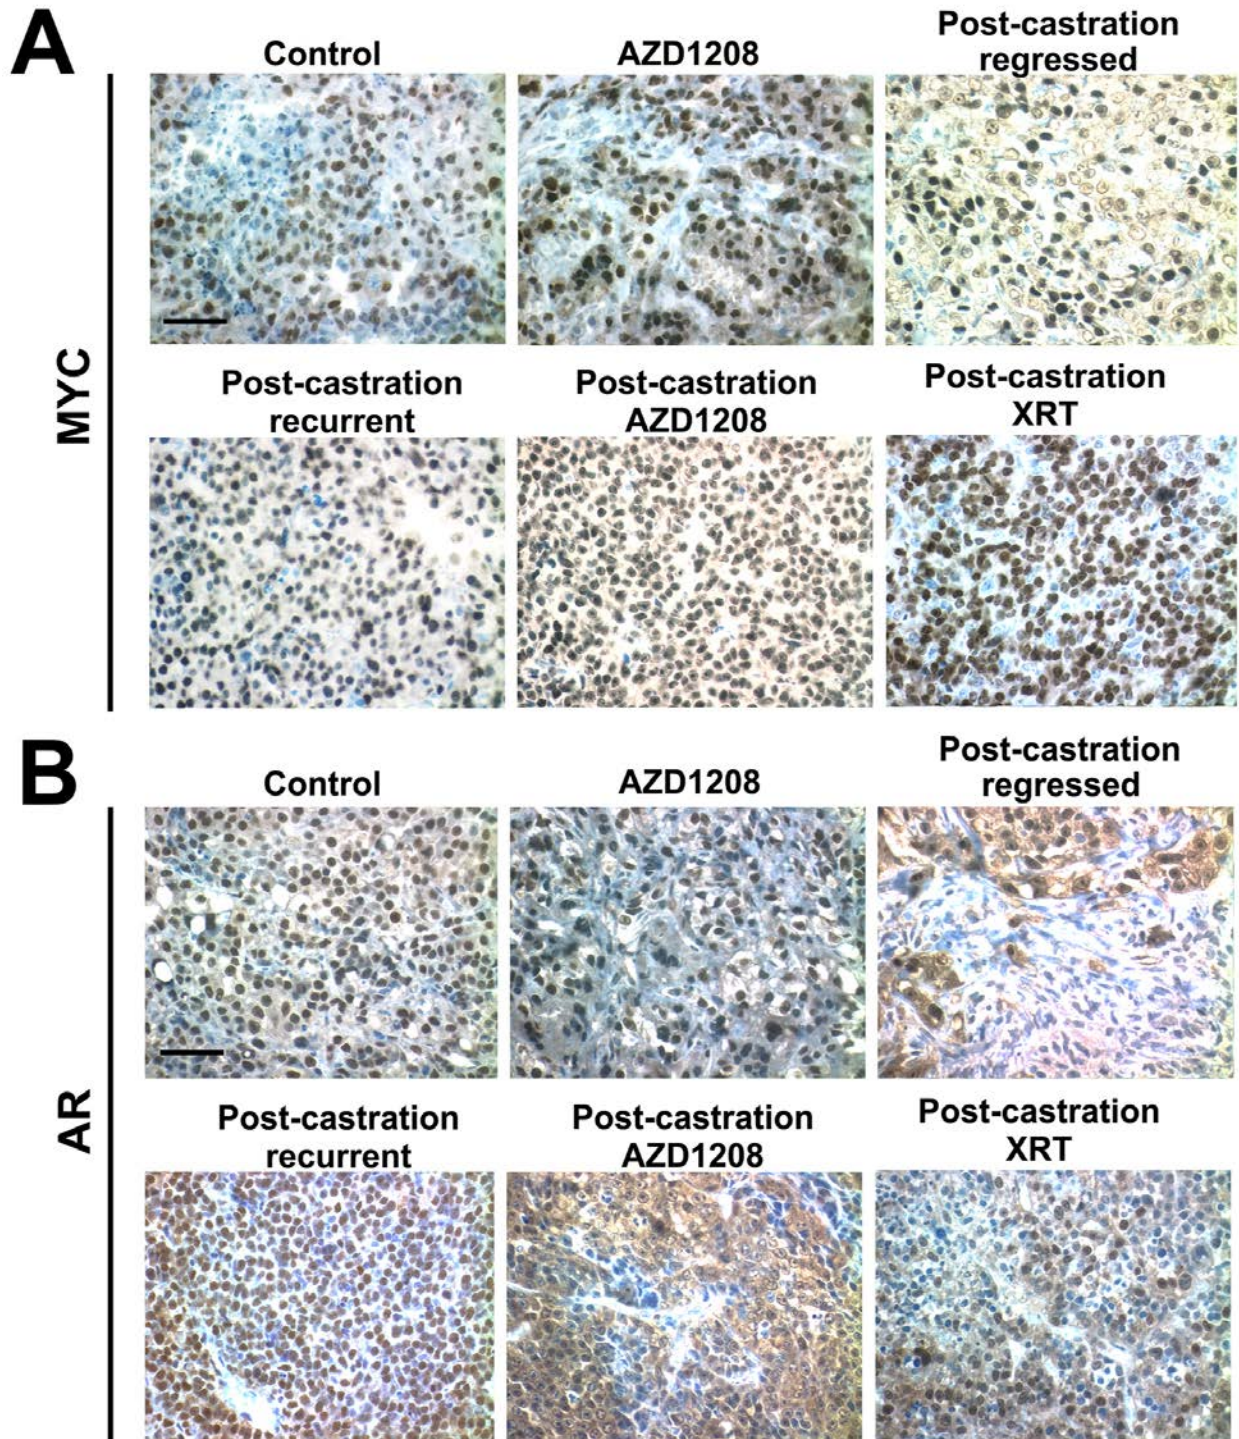 A
Control
AZD1208
Post-castration
regressed
MYC
Post-castration
recurrent
Post-castration
AZD1208
Post-castration
XRT
B
Control
AZD1208
Post-castration
regressed
AR
Post-castration
recurrent
Post-castration
AZD1208
Post-castration
XRT